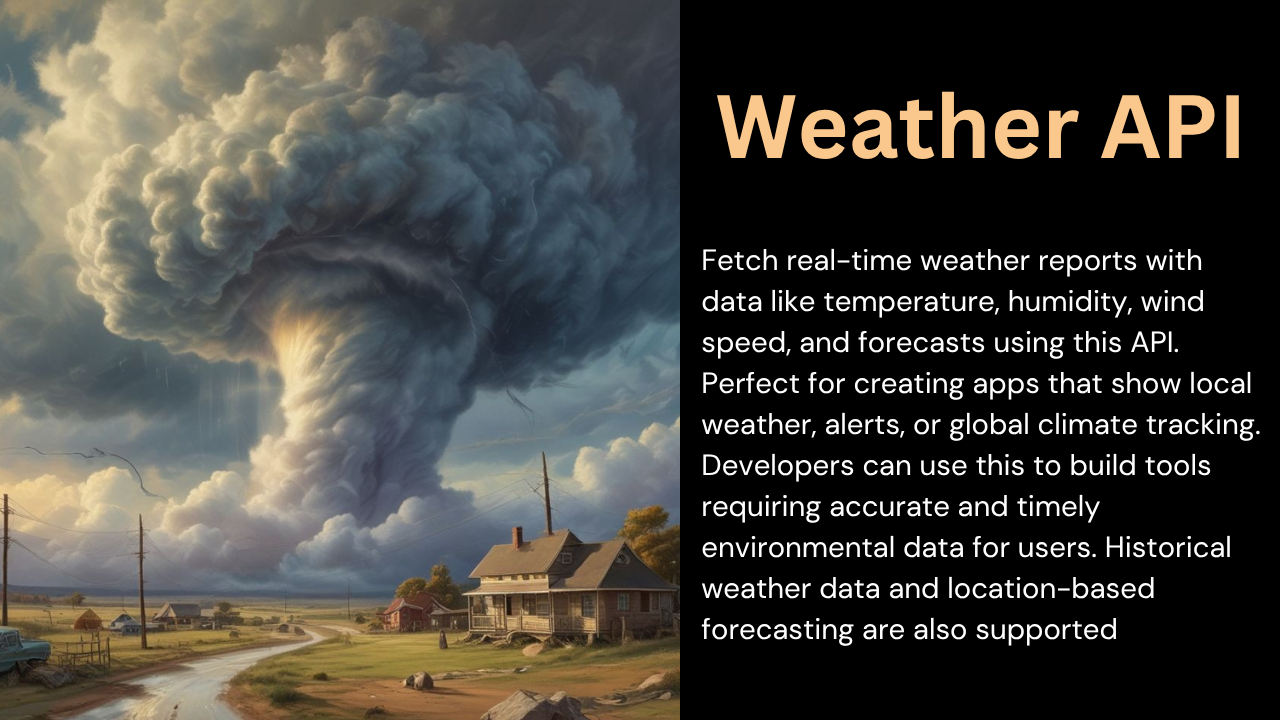 Weather API
Fetch real-time weather reports with
data like temperature, humidity, wind
speed, and forecasts using this API.
Perfect for creating apps that show local
weather, alerts, or global climate tracking.
Developers can use this to build tools
requiring accurate and timely
environmental data for users. Historical
weather data and location-based
forecasting are also supported